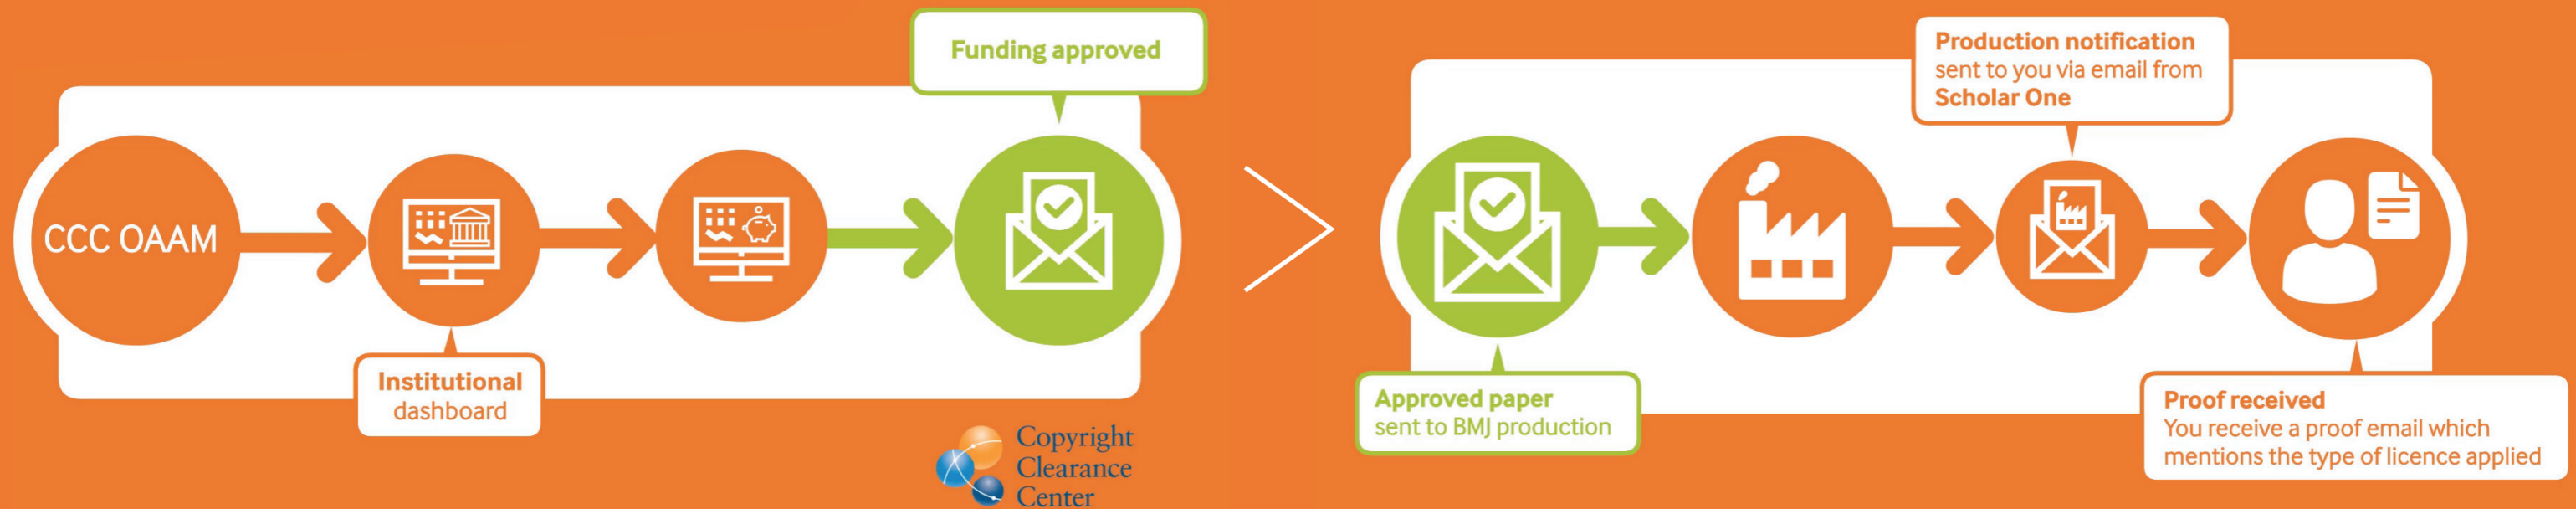 CCC OAAM
Institutional
dashboard
Funding approved
Copyright
Clearance
Center
Approved paper
sent to BMJ production
Production notification
sent to you via email from
Scholar One
Proof received
You receive a proof email which
mentions the type of licence applied